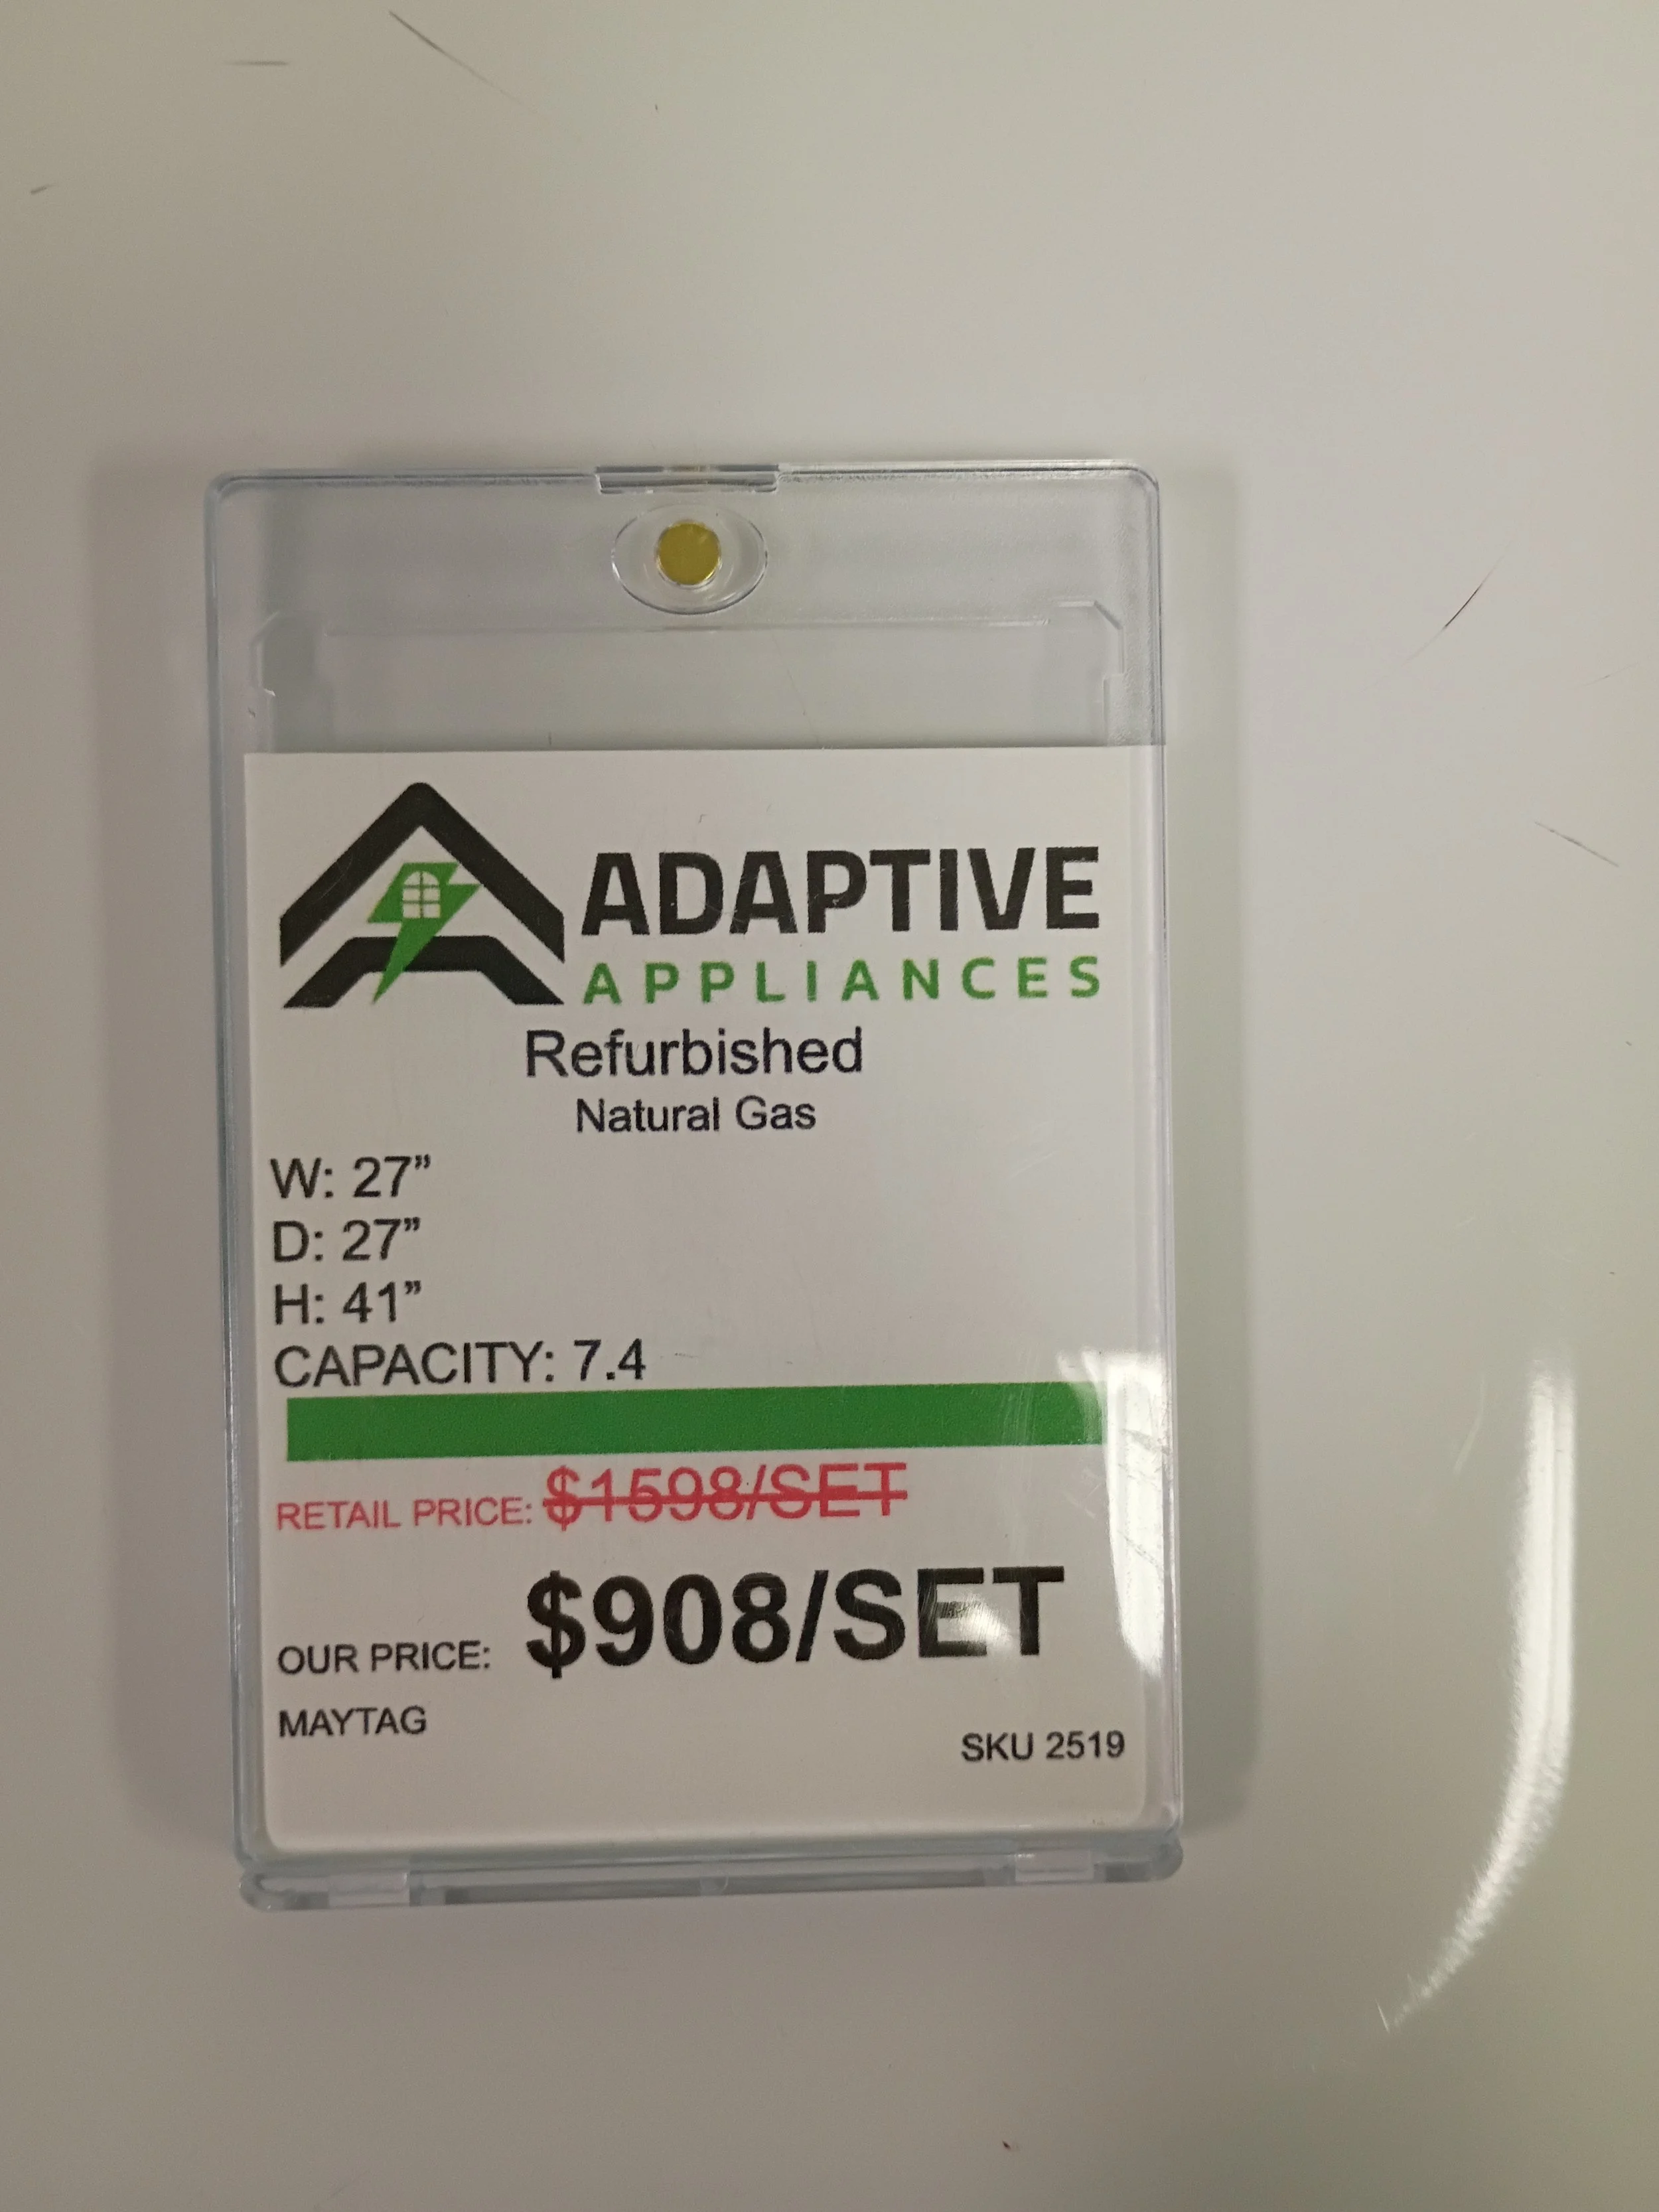 ADAPTIVE
APPLIANCES
Refurbished
Natural Gas
W: 27”
D: 27”
H: 41”
CAPACITY: 7.4
RETAIL PRICE: $1598/SET
OUR PRICE: $908/SET
MAYTAG
SKU 2519